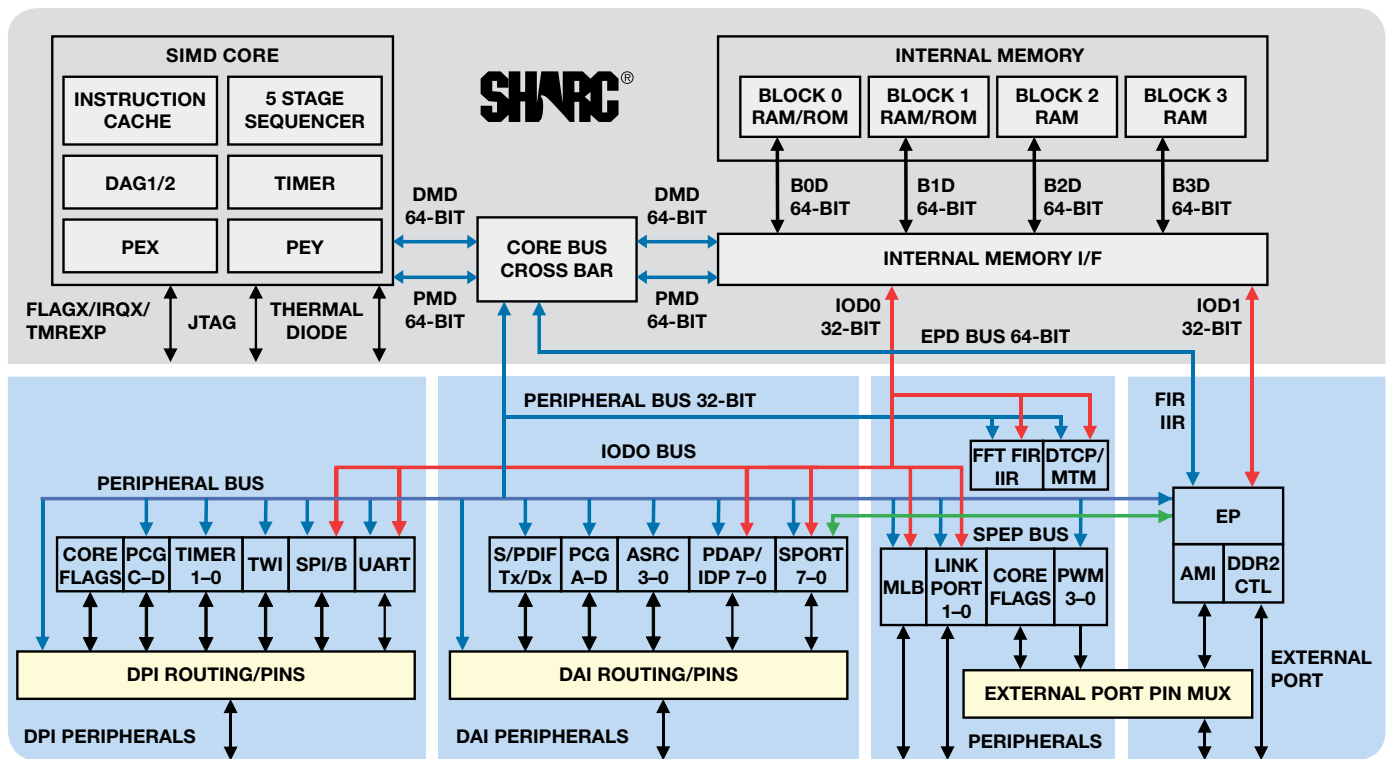 SIMD CORE
INSTRUCTION
CACHE
5 STAGE
SEQUENCER
DAG1/2
TIMER
PEX
PEY
SHARC®
INTERNAL MEMORY
BLOCK 0
RAM/ROM
BLOCK 1
RAM/ROM
BLOCK 2
RAM
BLOCK 3
RAM
B0D
64-BIT
B1D
64-BIT
B2D
64-BIT
B3D
64-BIT
DMD
64-BIT
DMD
64-BIT
CORE BUS
CROSS BAR
INTERNAL MEMORY I/F
PMD
64-BIT
PMD
64-BIT
FLAGX/IRQX/
TMREXP
JTAG
THERMAL
DIODE
IOD0
32-BIT
IOD1
32-BIT
EPD BUS 64-BIT
PERIPHERAL BUS 32-BIT
FIR
IIR
IODO BUS
FFT FIR
IIR
DTCP/
MTM
PERIPHERAL BUS
EP
SPEP BUS
CORE
FLAGS
PCG
C–D
TIMER
1–0
TWI
SPI/B
UART
S/PDIF
Tx/Dx
PCG
A–D
ASRC
3–0
PDAP/
IDP 7–0
SPORT
7–0
MLB
LINK
PORT
1–0
CORE
FLAGS
PWM
3–0
AMI
DDR2
CTL
DPI ROUTING/PINS
DAI ROUTING/PINS
EXTERNAL PORT PIN MUX
EXTERNAL
PORT
DPI PERIPHERALS
DAI PERIPHERALS
PERIPHERALS